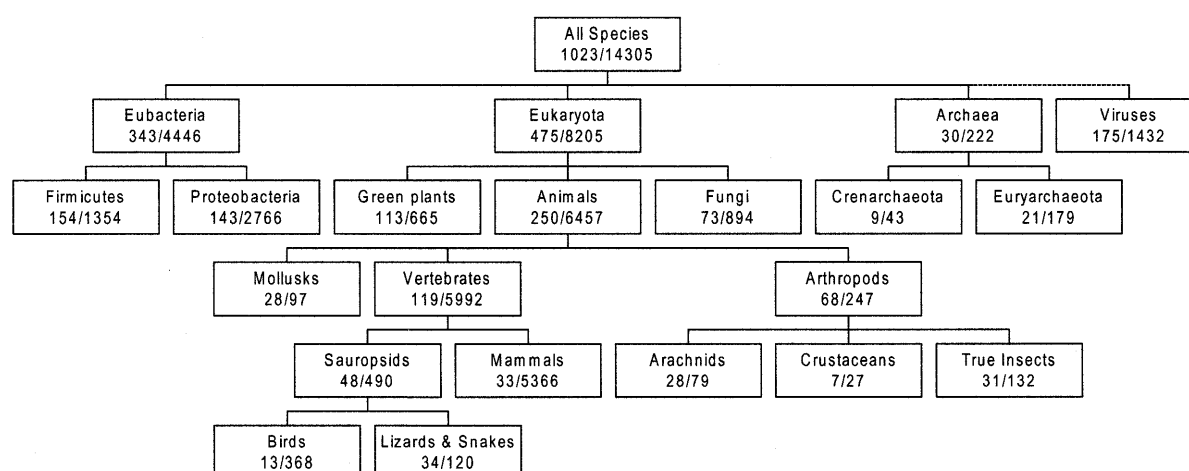 All Species
1023/14305
Eubacteria
343/4446
Eukaryota
475/8205
Archaea
30/222
Viruses
175/1432
Firmicutes
154/1354
Proteobacteria
143/2766
Green plants
113/665
Animals
250/6457
Fungi
73/894
Crenarchaeota
9/43
Euryarchaeota
21/179
Mollusks
28/97
Vertebrates
119/5992
Arthropods
68/247
Sauropsids
48/490
Mammals
33/5366
Arachnids
28/79
Crustaceans
7/27
True Insects
31/132
Birds
13/368
Lizards & Snakes
34/120